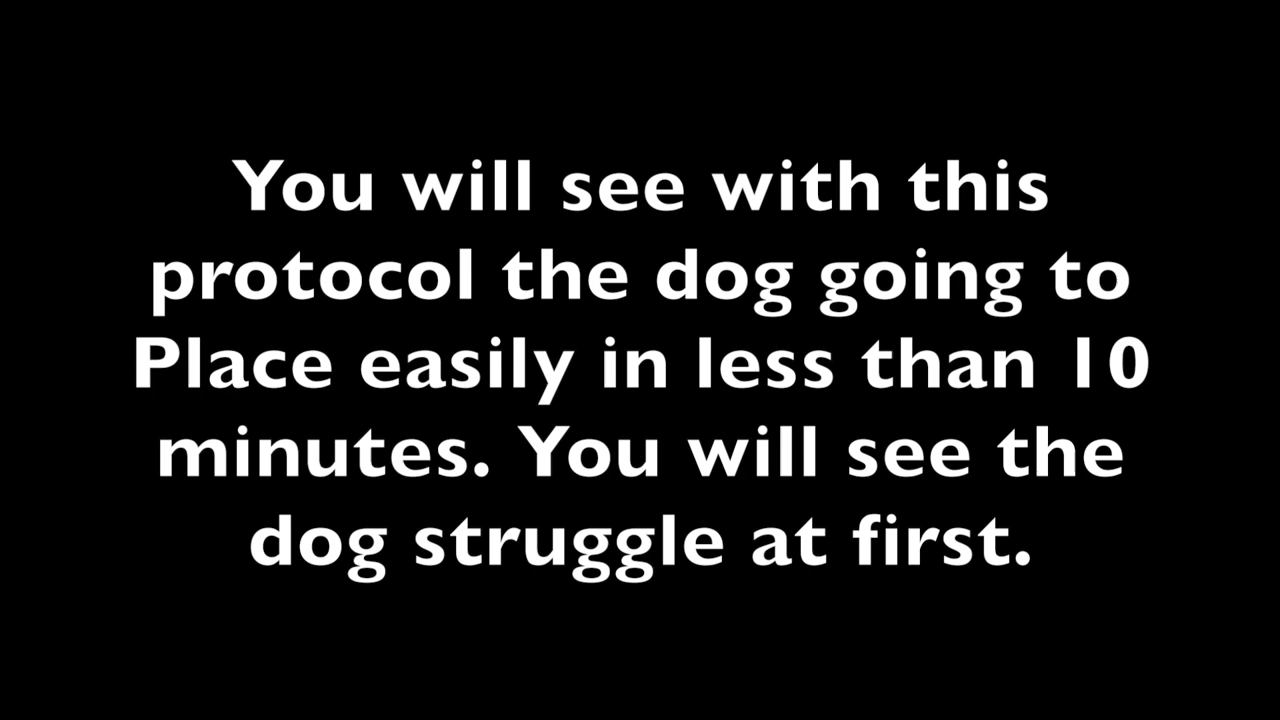 You will see with this
protocol the dog going to
Place easily in less than 10
minutes. You will see the
dog struggle at first.